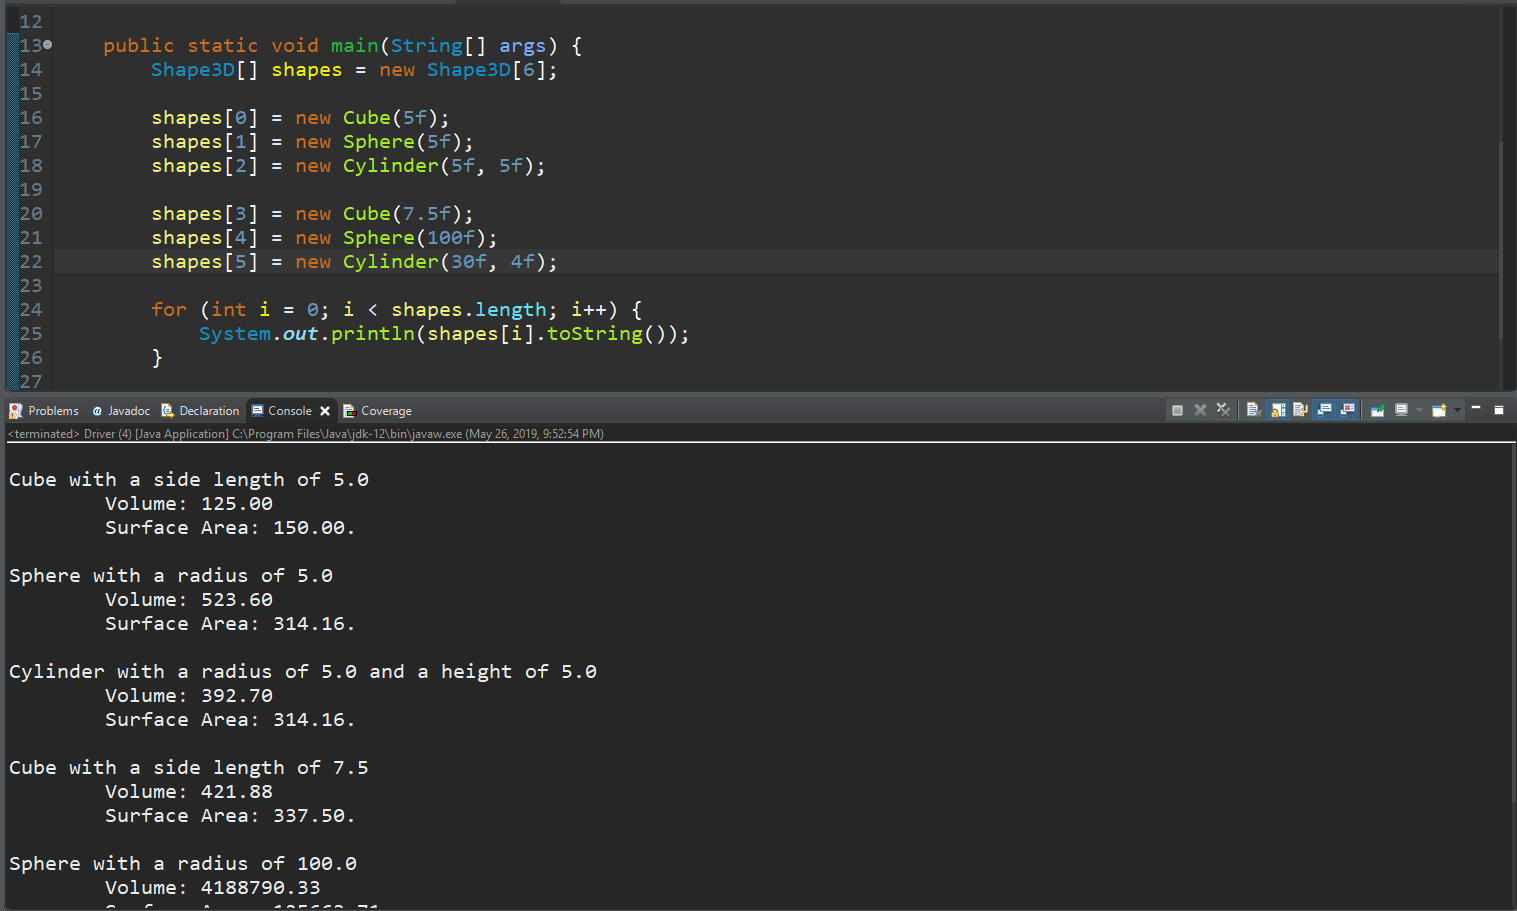 12
13 public static void main(String[] args) {
14 Shape3D[] shapes = new Shape3D[6];
15
16 shapes[0] = new Cube(5f);
17 shapes[1] = new Sphere(5f);
18 shapes[2] = new Cylinder(5f, 5f);
19
20 shapes[3] = new Cube(7.5f);
21 shapes[4] = new Sphere(100f);
22 shapes[5] = new Cylinder(30f, 4f);
23
24 for (int i = 0; i < shapes.length; i++) {
25 System.out.println(shapes[i].toString());
26 }
27
Problems @ Javadoc Declaration Console Coverage
<terminated> Driver (4) [Java Application] C:\Program Files\Java\jdk-12\bin\javaw.exe (May 26, 2019, 9:52:54 PM)
Cube with a side length of 5.0
Volume: 125.00
Surface Area: 150.00.
Sphere with a radius of 5.0
Volume: 523.60
Surface Area: 314.16.
Cylinder with a radius of 5.0 and a height of 5.0
Volume: 392.70
Surface Area: 314.16.
Cube with a side length of 7.5
Volume: 421.88
Surface Area: 337.50.
Sphere with a radius of 100.0
Volume: 4188790.33